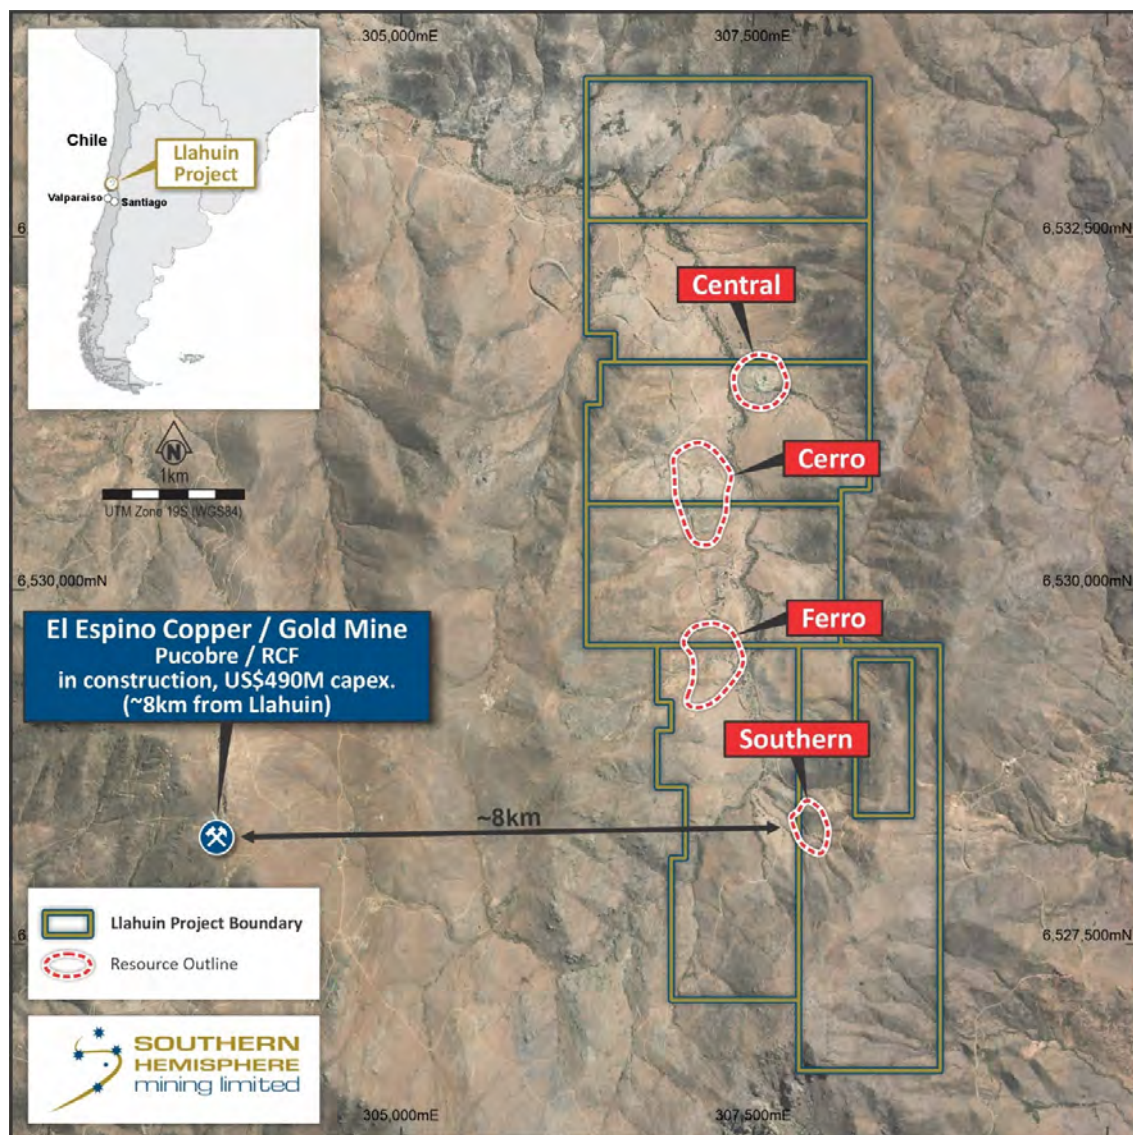 305,000mE
307,500mE
Chile
Llahuin
Project
Valparaiso
Santiago
6,532,500mN
Central
N
1km
UTM Zone 19S (WGS84)
Cerro
6,530,000mN
6,530,000mN
El Espino Copper / Gold Mine
Pucobre / RCF
in construction, US$490M capex.
(~8km from Llahuin)
Ferro
Southern
~8km
Llahuin Project Boundary
Resource Outline
6,527,500mN
SOUTHERN
HEMISPHERE
mining limited
305,000mE
307,500mE